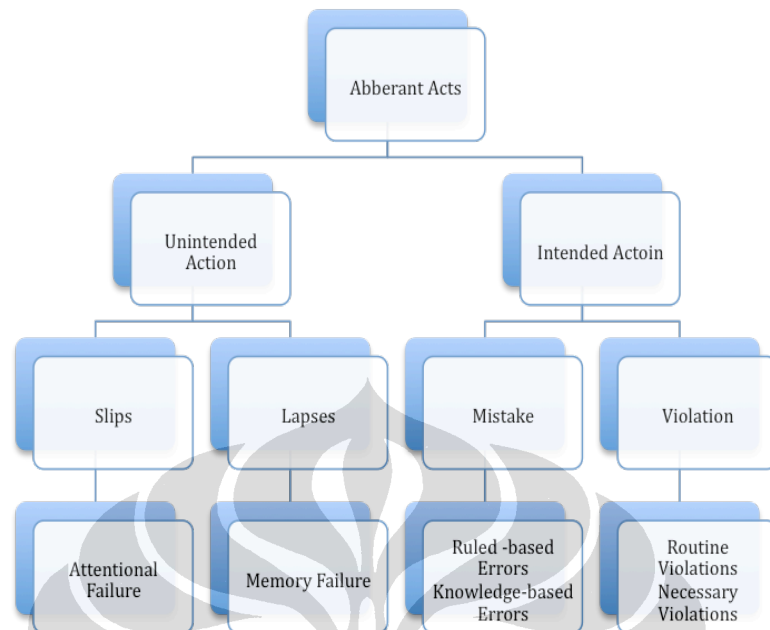 Abberant Acts
Unintended
Action
Intended Actoin
Slips
Lapses
Mistake
Violation
Attentional
Failure
Memory Failure
Ruled -based
Errors
Knowledge-based
Errors
Routine
Violations
Necessary
Violations